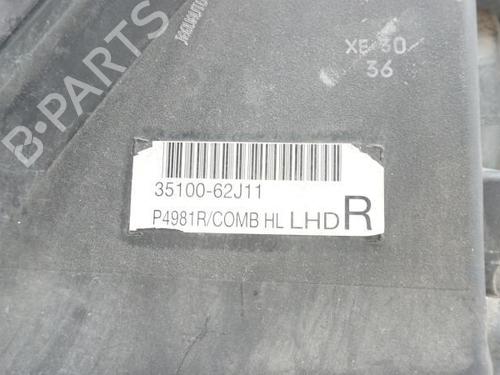 B-PARTS
XE 30
36
35100-62J11
P4981R/COMB HL LHD R